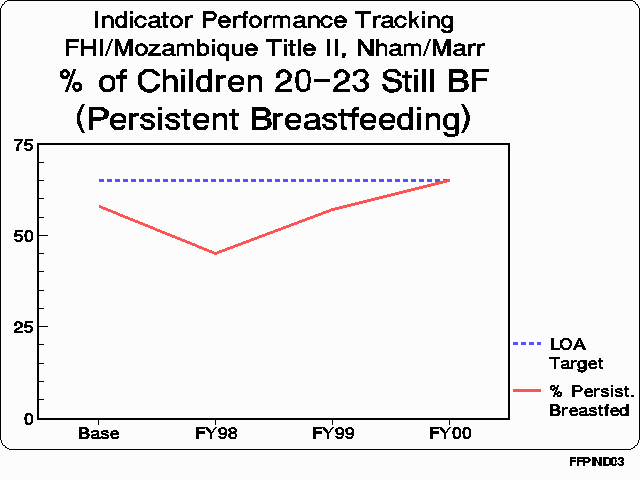 Indicator Performance Tracking
FHI/Mozambique Title II, Nham/Marr
% of Children 20-23 Still BF
(Persistent Breastfeeding)
75
50
25
0
Base FY98 FY99 FY00
LOA
Target
% Persist.
Breastfed
FFPIND03